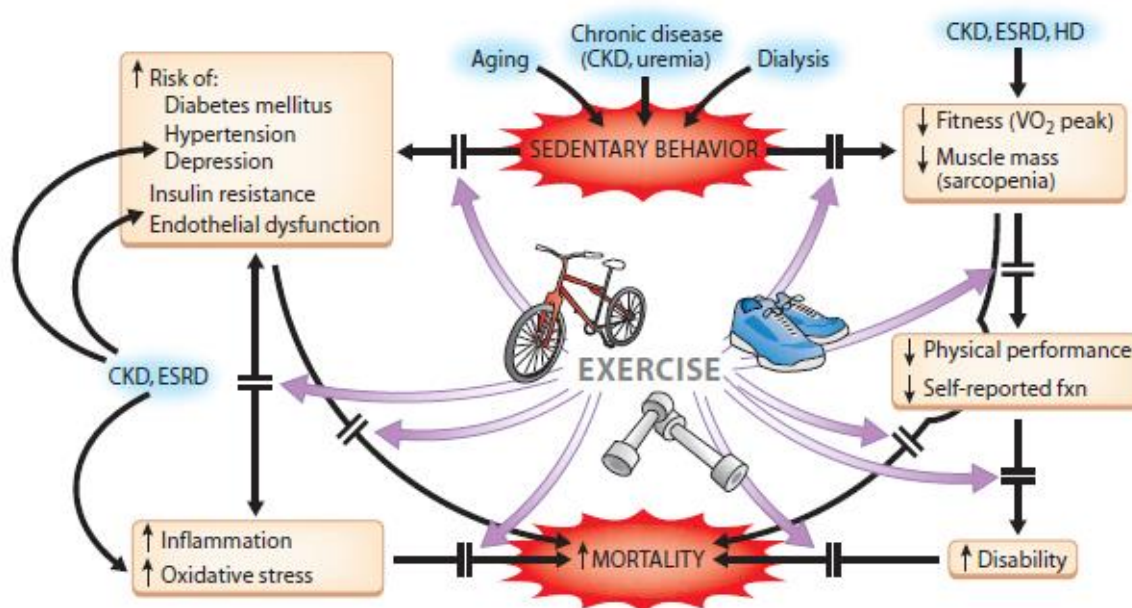 Aging
Chronic disease
(CKD, uremia)
Dialysis
CKD, ESRD, HD
↑ Risk of:
Diabetes mellitus
Hypertension
Depression
Insulin resistance
Endothelial dysfunction
SEDENTARY BEHAVIOR
↓ Fitness (VO₂ peak)
↓ Muscle mass
(sarcopenia)
EXERCISE
CKD, ESRD
↓ Physical performance
↓ Self-reported fxn
↑ Inflammation
↑ Oxidative stress
↑ MORTALITY
↑ Disability